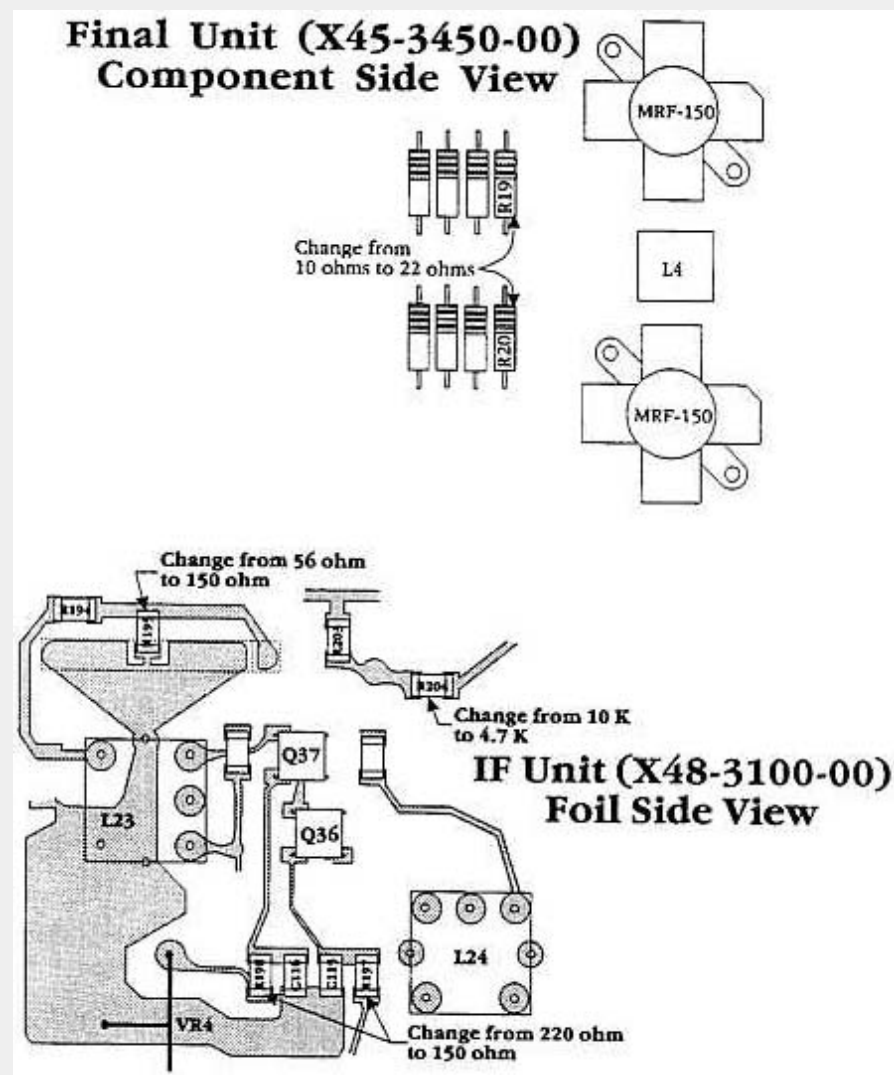 Final Unit (X45-3450-00)
Component Side View
MRF-150
R19
Change from
10 ohms to 22 ohms
L4
R20
MRF-150
Change from 56 ohm
to 150 ohm
R194
R195
R203
R204
Change from 10 K
to 4.7 K
IF Unit (X48-3100-00)
Foil Side View
Q37
L23
Q36
L24
R198
C116
C115
R197
VR4
Change from 220 ohm
to 150 ohm